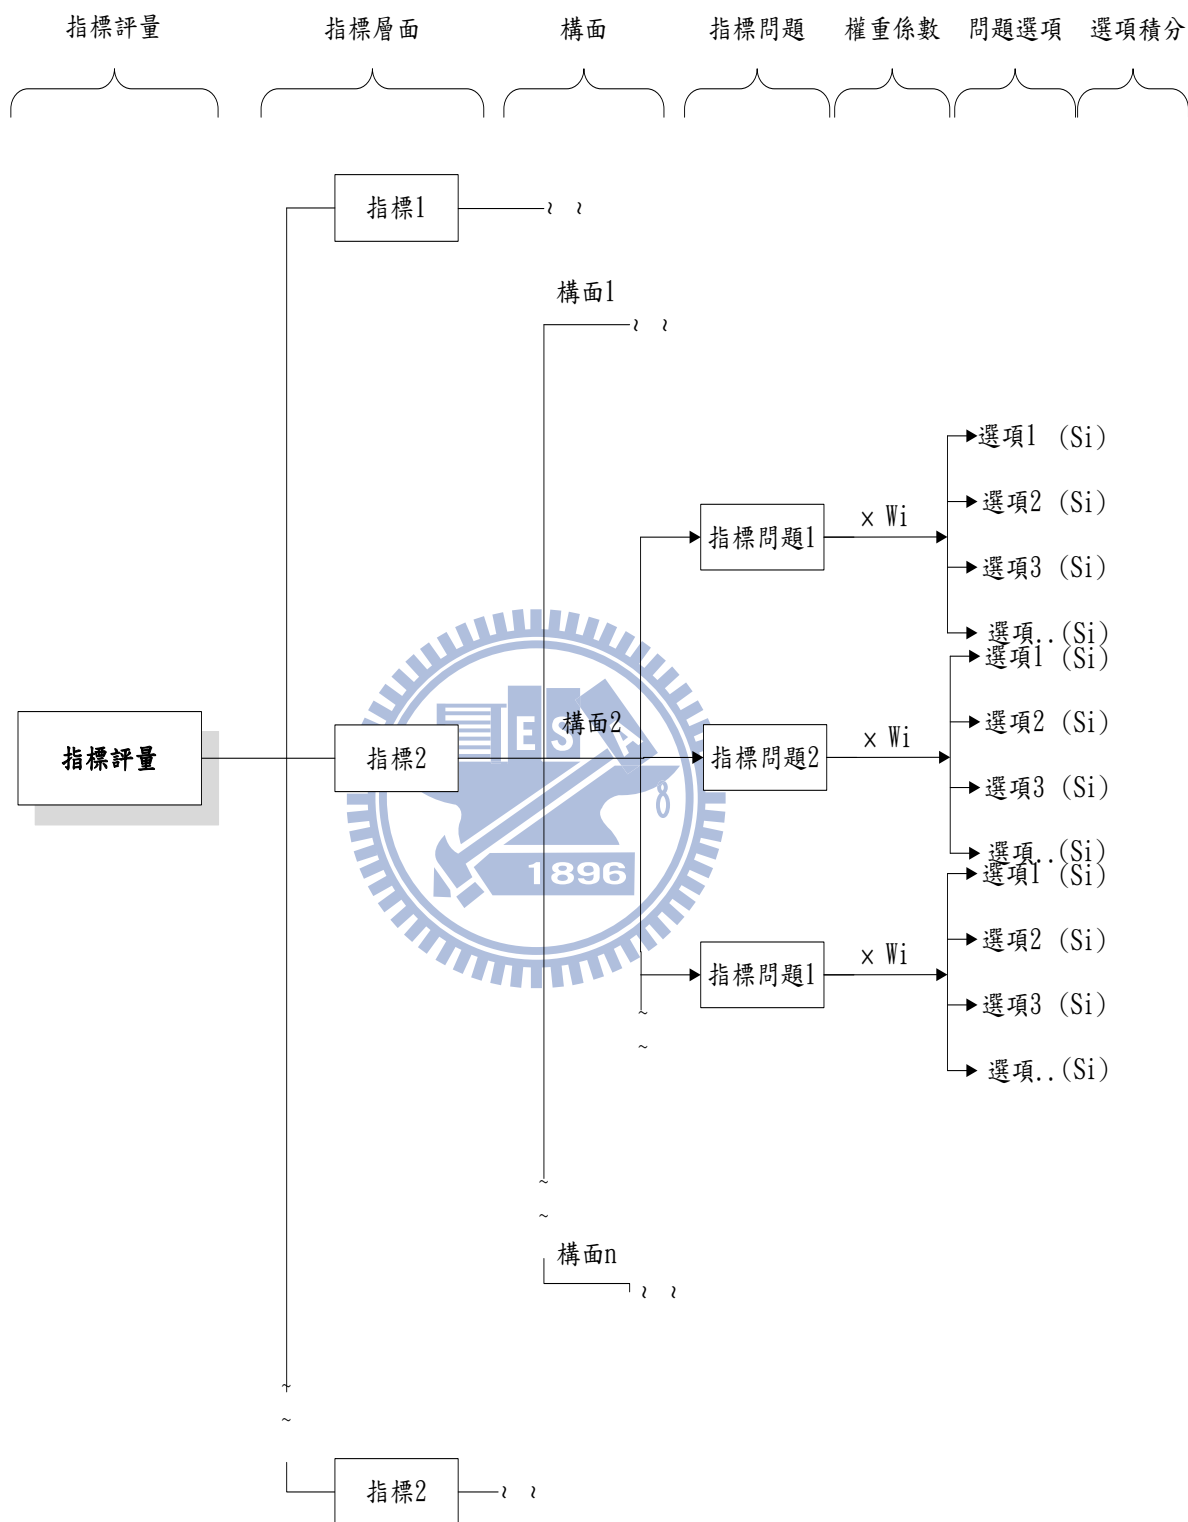 指標評量 指標層面 構面 指標問題 權重係數 問題選項 選項積分
指標1 ~ ~
構面1
~ ~
選項1 (Si)
選項2 (Si)
指標問題1 × Wi
選項3 (Si)
選項..(Si)
選項1 (Si)
構面2
選項2 (Si)
指標評量 指標2 指標問題2 × Wi
選項3 (Si)
選項..(Si)
選項1 (Si)
選項2 (Si)
指標問題1 × Wi
選項3 (Si)
~
~
選項..(Si)
~
~
構面n
~ ~
~
~
指標2 ~ ~
E S A
8
1896